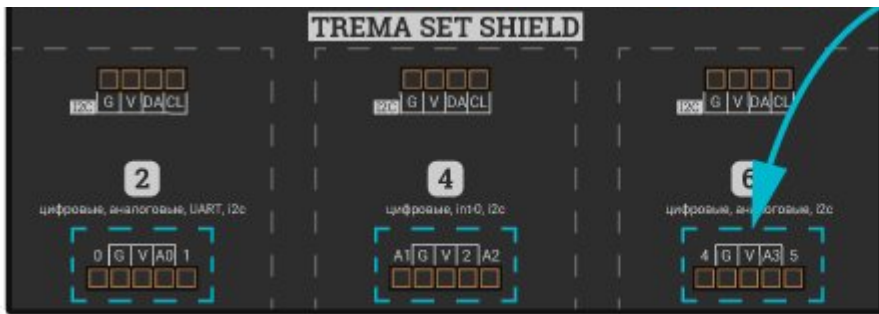 TREMA SET SHIELD
I2C G V DA CL
I2C G V DA CL
I2C G V DA CL
2
4
6
цифровые, аналоговые, UART, i2c
цифровые, int-0, i2c
цифровые, аналоговые, i2c
0 G V A0 1
A1 G V 2 A2
4 G V A3 5